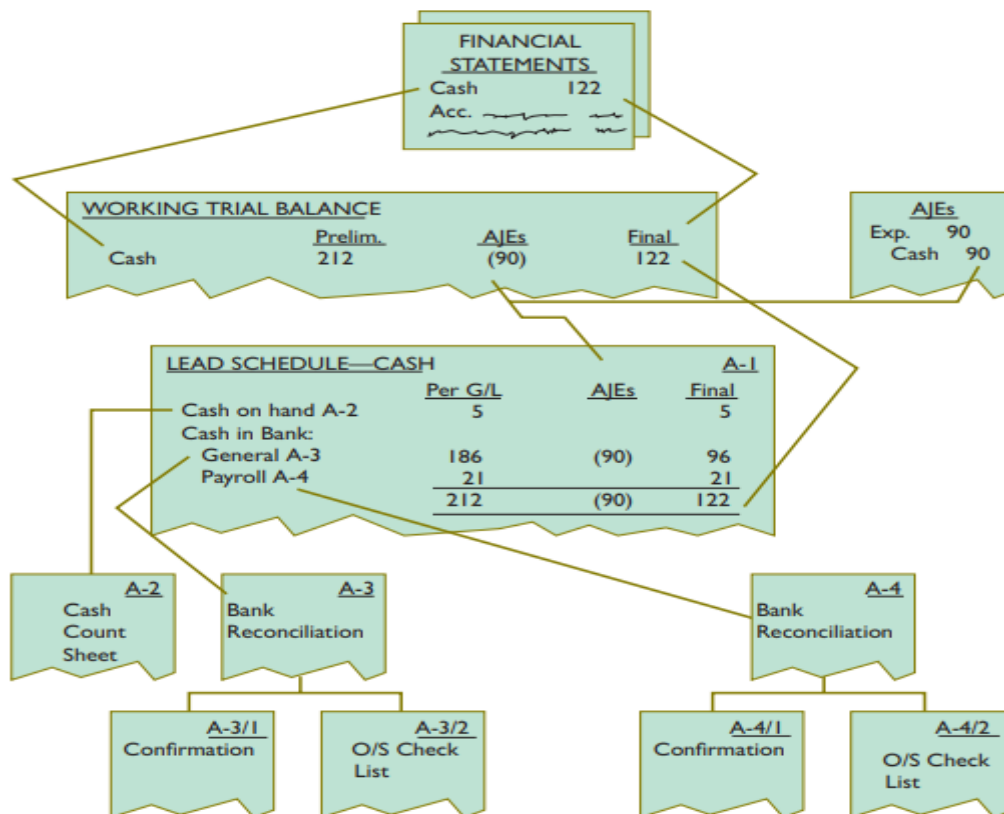 FINANCIAL
STATEMENTS
Cash 122
Acc.
WORKING TRIAL BALANCE
Prelim. AJEs Final
Cash 212 (90) 122
AJEs
Exp. 90
Cash 90
LEAD SCHEDULE—CASH A-1
Per G/L AJEs Final
Cash on hand A-2 5 5
Cash in Bank:
General A-3 186 (90) 96
Payroll A-4 21 21
212 (90) 122
A-2
Cash
Count
Sheet
A-3
Bank
Reconciliation
A-4
Bank
Reconciliation
A-3/1
Confirmation
A-3/2
O/S Check
List
A-4/1
Confirmation
A-4/2
O/S Check
List